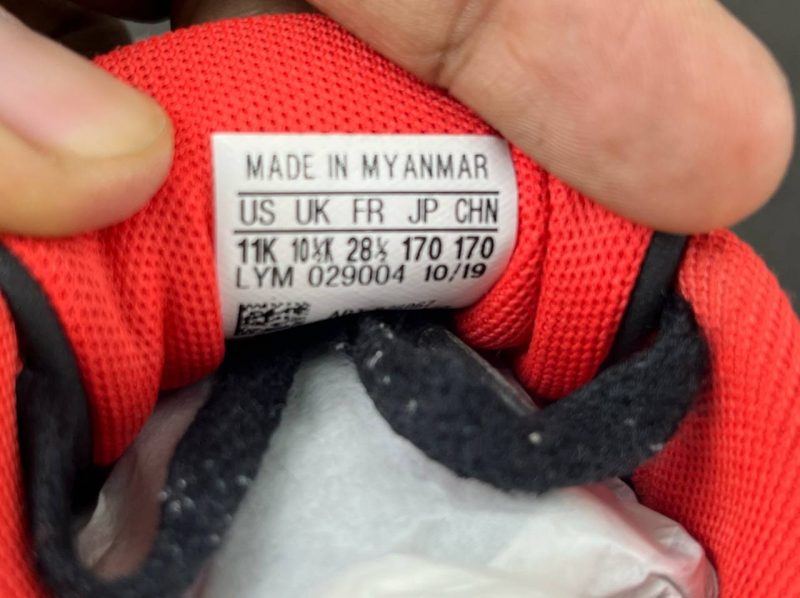 MADE IN MYANMAR
US UK FR JP CHN
11K 10½K 28½ 170 170
LYM 029004 10/19